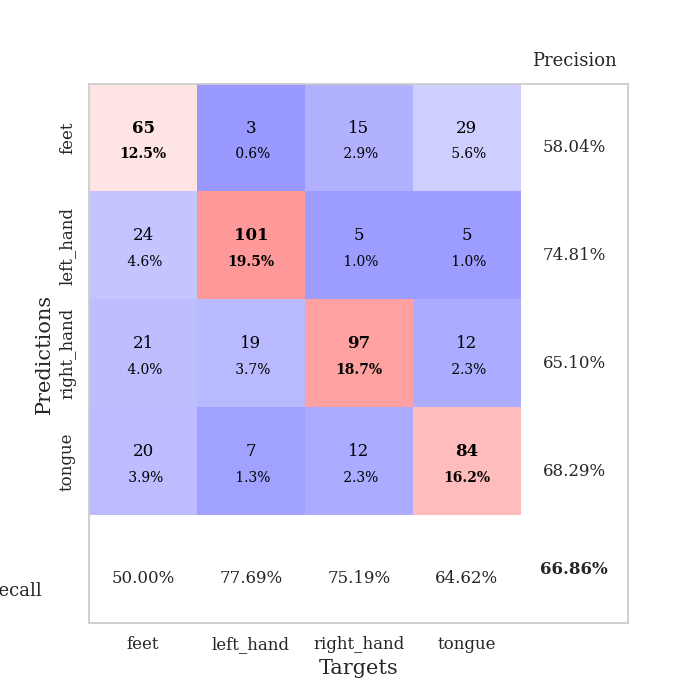 Precision
feet 65 3 15 29 58.04%
12.5% 0.6% 2.9% 5.6%
left_hand 24 101 5 5 74.81%
4.6% 19.5% 1.0% 1.0%
Predictions
right_hand 21 19 97 12 65.10%
4.0% 3.7% 18.7% 2.3%
tongue 20 7 12 84 68.29%
3.9% 1.3% 2.3% 16.2%
ecall 50.00% 77.69% 75.19% 64.62% 66.86%
feet left_hand right_hand tongue
Targets